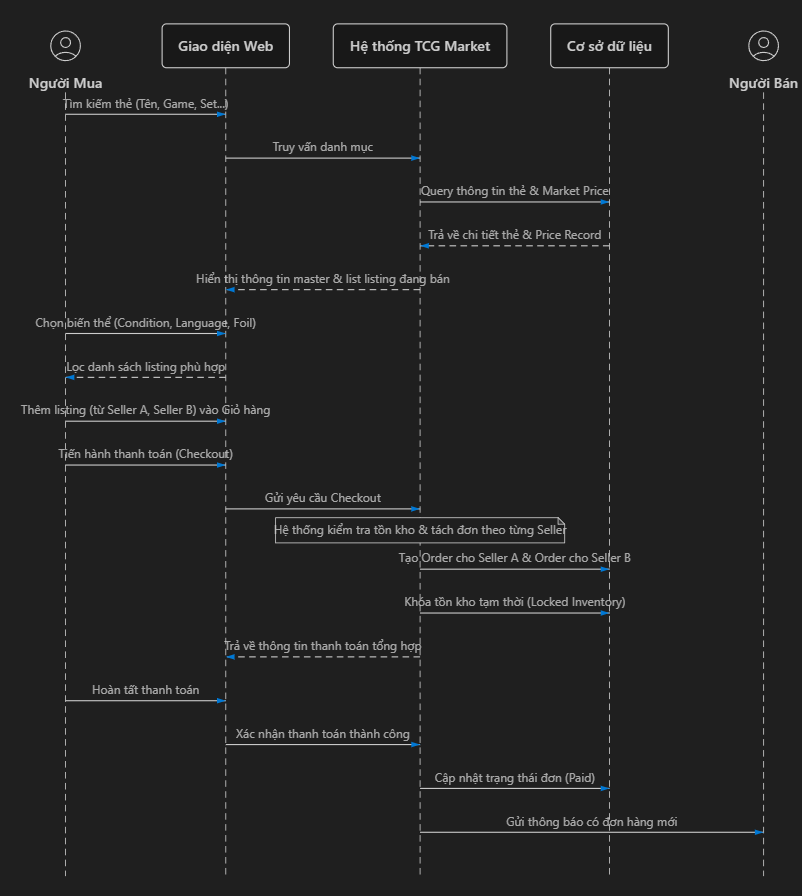 Giao diện Web
Hệ thống TCG Market
Cơ sở dữ liệu
Người Mua
Người Bán
Tìm kiếm thẻ (Tên, Game, Set...)
Truy vấn danh mục
Query thông tin thẻ & Market Price
Trả về chi tiết thẻ & Price Record
Hiển thị thông tin master & list listing đang bán
Chọn biến thể (Condition, Language, Foil)
Lọc danh sách listing phù hợp
Thêm listing (từ Seller A, Seller B) vào Giỏ hàng
Tiến hành thanh toán (Checkout)
Gửi yêu cầu Checkout
Hệ thống kiểm tra tồn kho & tách đơn theo từng Seller
Tạo Order cho Seller A & Order cho Seller B
Khóa tồn kho tạm thời (Locked Inventory)
Trả về thông tin thanh toán tổng hợp
Hoàn tất thanh toán
Xác nhận thanh toán thành công
Cập nhật trạng thái đơn (Paid)
Gửi thông báo có đơn hàng mới